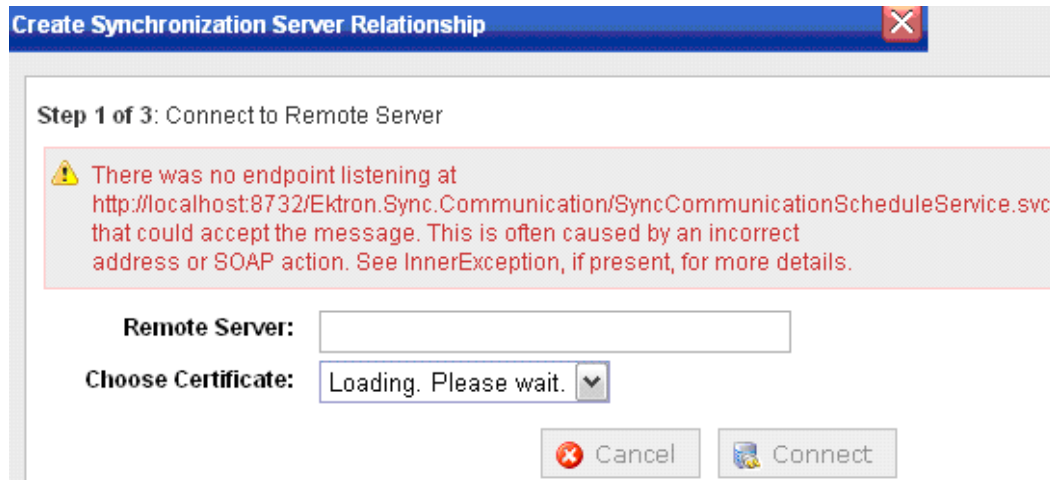 Create Synchronization Server Relationship
Step 1 of 3: Connect to Remote Server
There was no endpoint listening at
http://localhost:8732/Ektron.Sync.Communication/SyncCommunicationScheduleService.svc
that could accept the message. This is often caused by an incorrect
address or SOAP action. See InnerException, if present, for more details.
Remote Server:
Choose Certificate: Loading. Please wait.
Cancel Connect